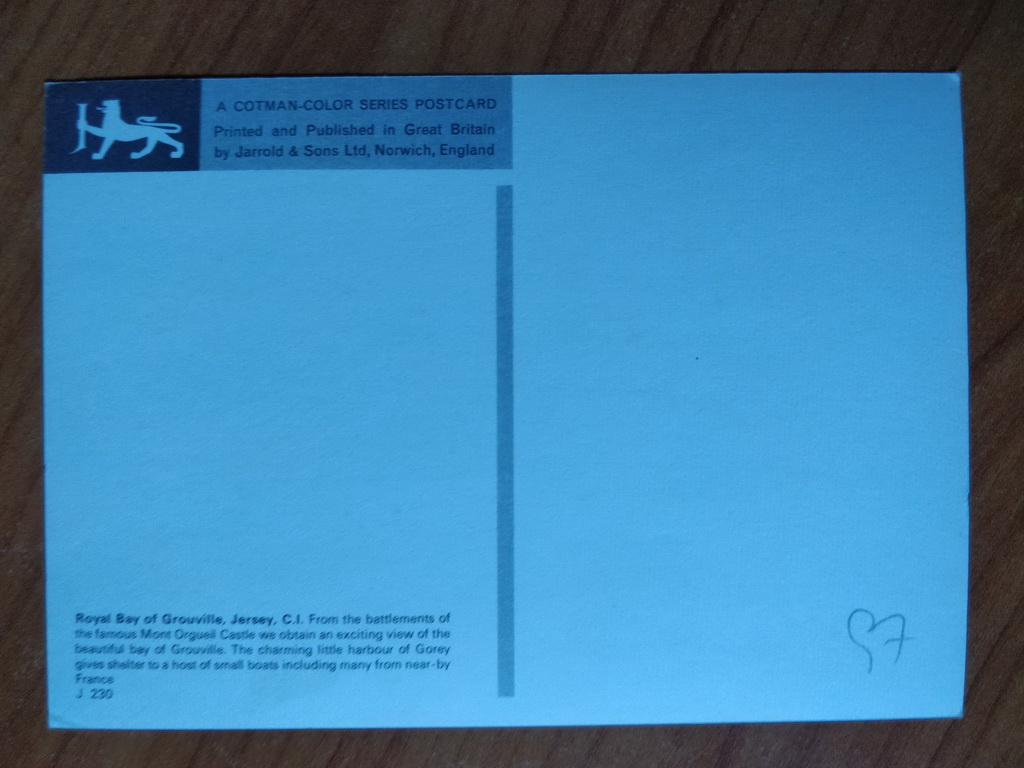 A COTMAN-COLOR SERIES POSTCARD
Printed and Published in Great Britain
by Jarrold & Sons Ltd, Norwich, England
Royal Bay of Grouville, Jersey, C.I. From the battlements of
the famous Mont Orgueil Castle we obtain an exciting view of the
beautiful bay of Grouville. The charming little harbour of Gorey
gives shelter to a host of small boats including many from near-by
France
J 230